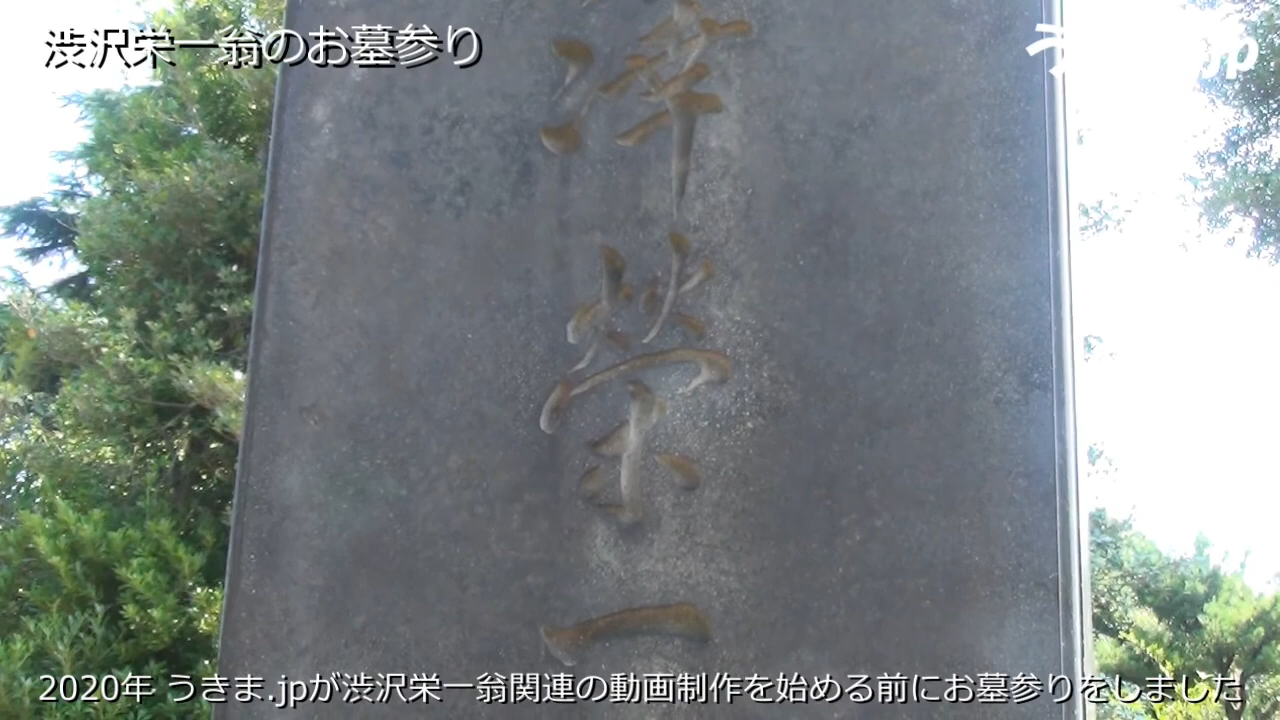 渋沢栄一翁のお墓参り
澤
榮
一
2020年 うきま.jpが渋沢栄一翁関連の動画制作を始める前にお墓参りをしました